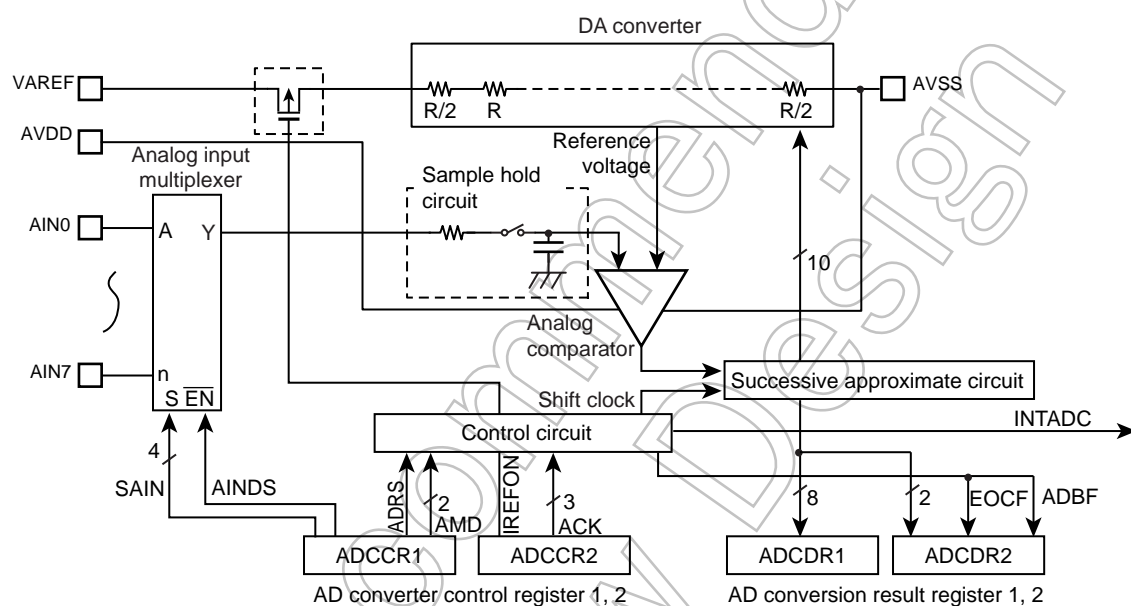 DA converter
VAREF
AVSS
R/2
R
R/2
AVDD
Reference
voltage
Analog input
multiplexer
Sample hold
circuit
AIN0
A
Y
10
Analog
comparator
AIN7
n
S EN
Successive approximate circuit
Shift clock
Control circuit
INTADC
4
SAIN
AINDS
ADRS
2
AMD
IREFON
3
ACK
8
2
EOCF
ADBF
ADCCR1
ADCCR2
ADCDR1
ADCDR2
AD converter control register 1, 2
AD conversion result register 1, 2